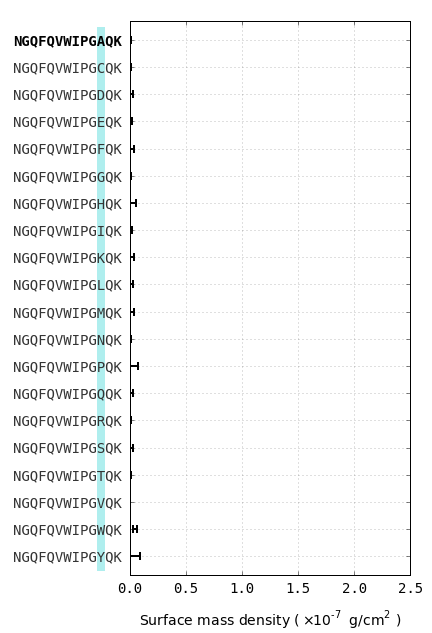 NGQFQVWIPGAQK
NGQFQVWIPGCQK
NGQFQVWIPGDQK
NGQFQVWIPGEQK
NGQFQVWIPGFQK
NGQFQVWIPGGQK
NGQFQVWIPGHQK
NGQFQVWIPGIQK
NGQFQVWIPGKQK
NGQFQVWIPGLQK
NGQFQVWIPGMQK
NGQFQVWIPGNQK
NGQFQVWIPGPQK
NGQFQVWIPGQQK
NGQFQVWIPGRQK
NGQFQVWIPGSQK
NGQFQVWIPGTQK
NGQFQVWIPGVQK
NGQFQVWIPGWQK
NGQFQVWIPGYQK
0.0 0.5 1.0 1.5 2.0 2.5
Surface mass density ( ×10⁻⁷ g/cm² )